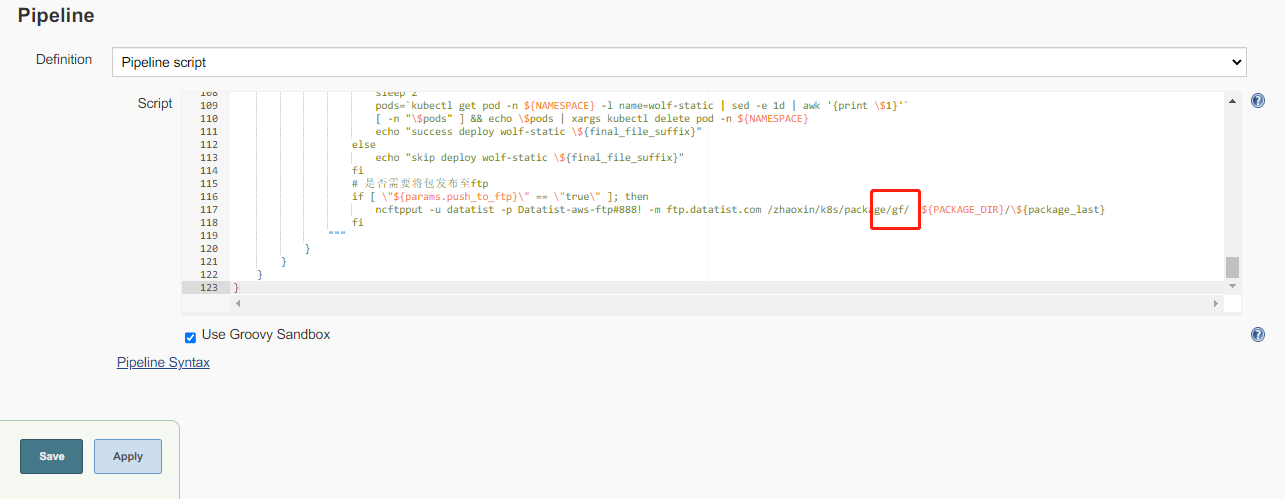 Pipeline
Definition
Pipeline script
Script
108 sleep 2
109 pods=`kubectl get pod -n ${NAMESPACE} -l name=wolf-static | sed -e 1d | awk '{print \$1}'`
110 [ -n "\$pods" ] && echo \$pods | xargs kubectl delete pod -n ${NAMESPACE}
111 echo "success deploy wolf-static \${final_file_suffix}"
112 else
113 echo "skip deploy wolf-static \${final_file_suffix}"
114 fi
115 # 是否需要将包发布至ftp
116 if [ \"${params.push_to_ftp}\" == \"true\" ]; then
117 ncftpput -u datatist -p Datatist-aws-ftp#888! -m ftp.datatist.com /zhaoxin/k8s/package/gf/ ${PACKAGE_DIR}/\${package_last}
118 fi
119 """
120 }
121 }
122 }
123 }
Use Groovy Sandbox
Pipeline Syntax
Save
Apply